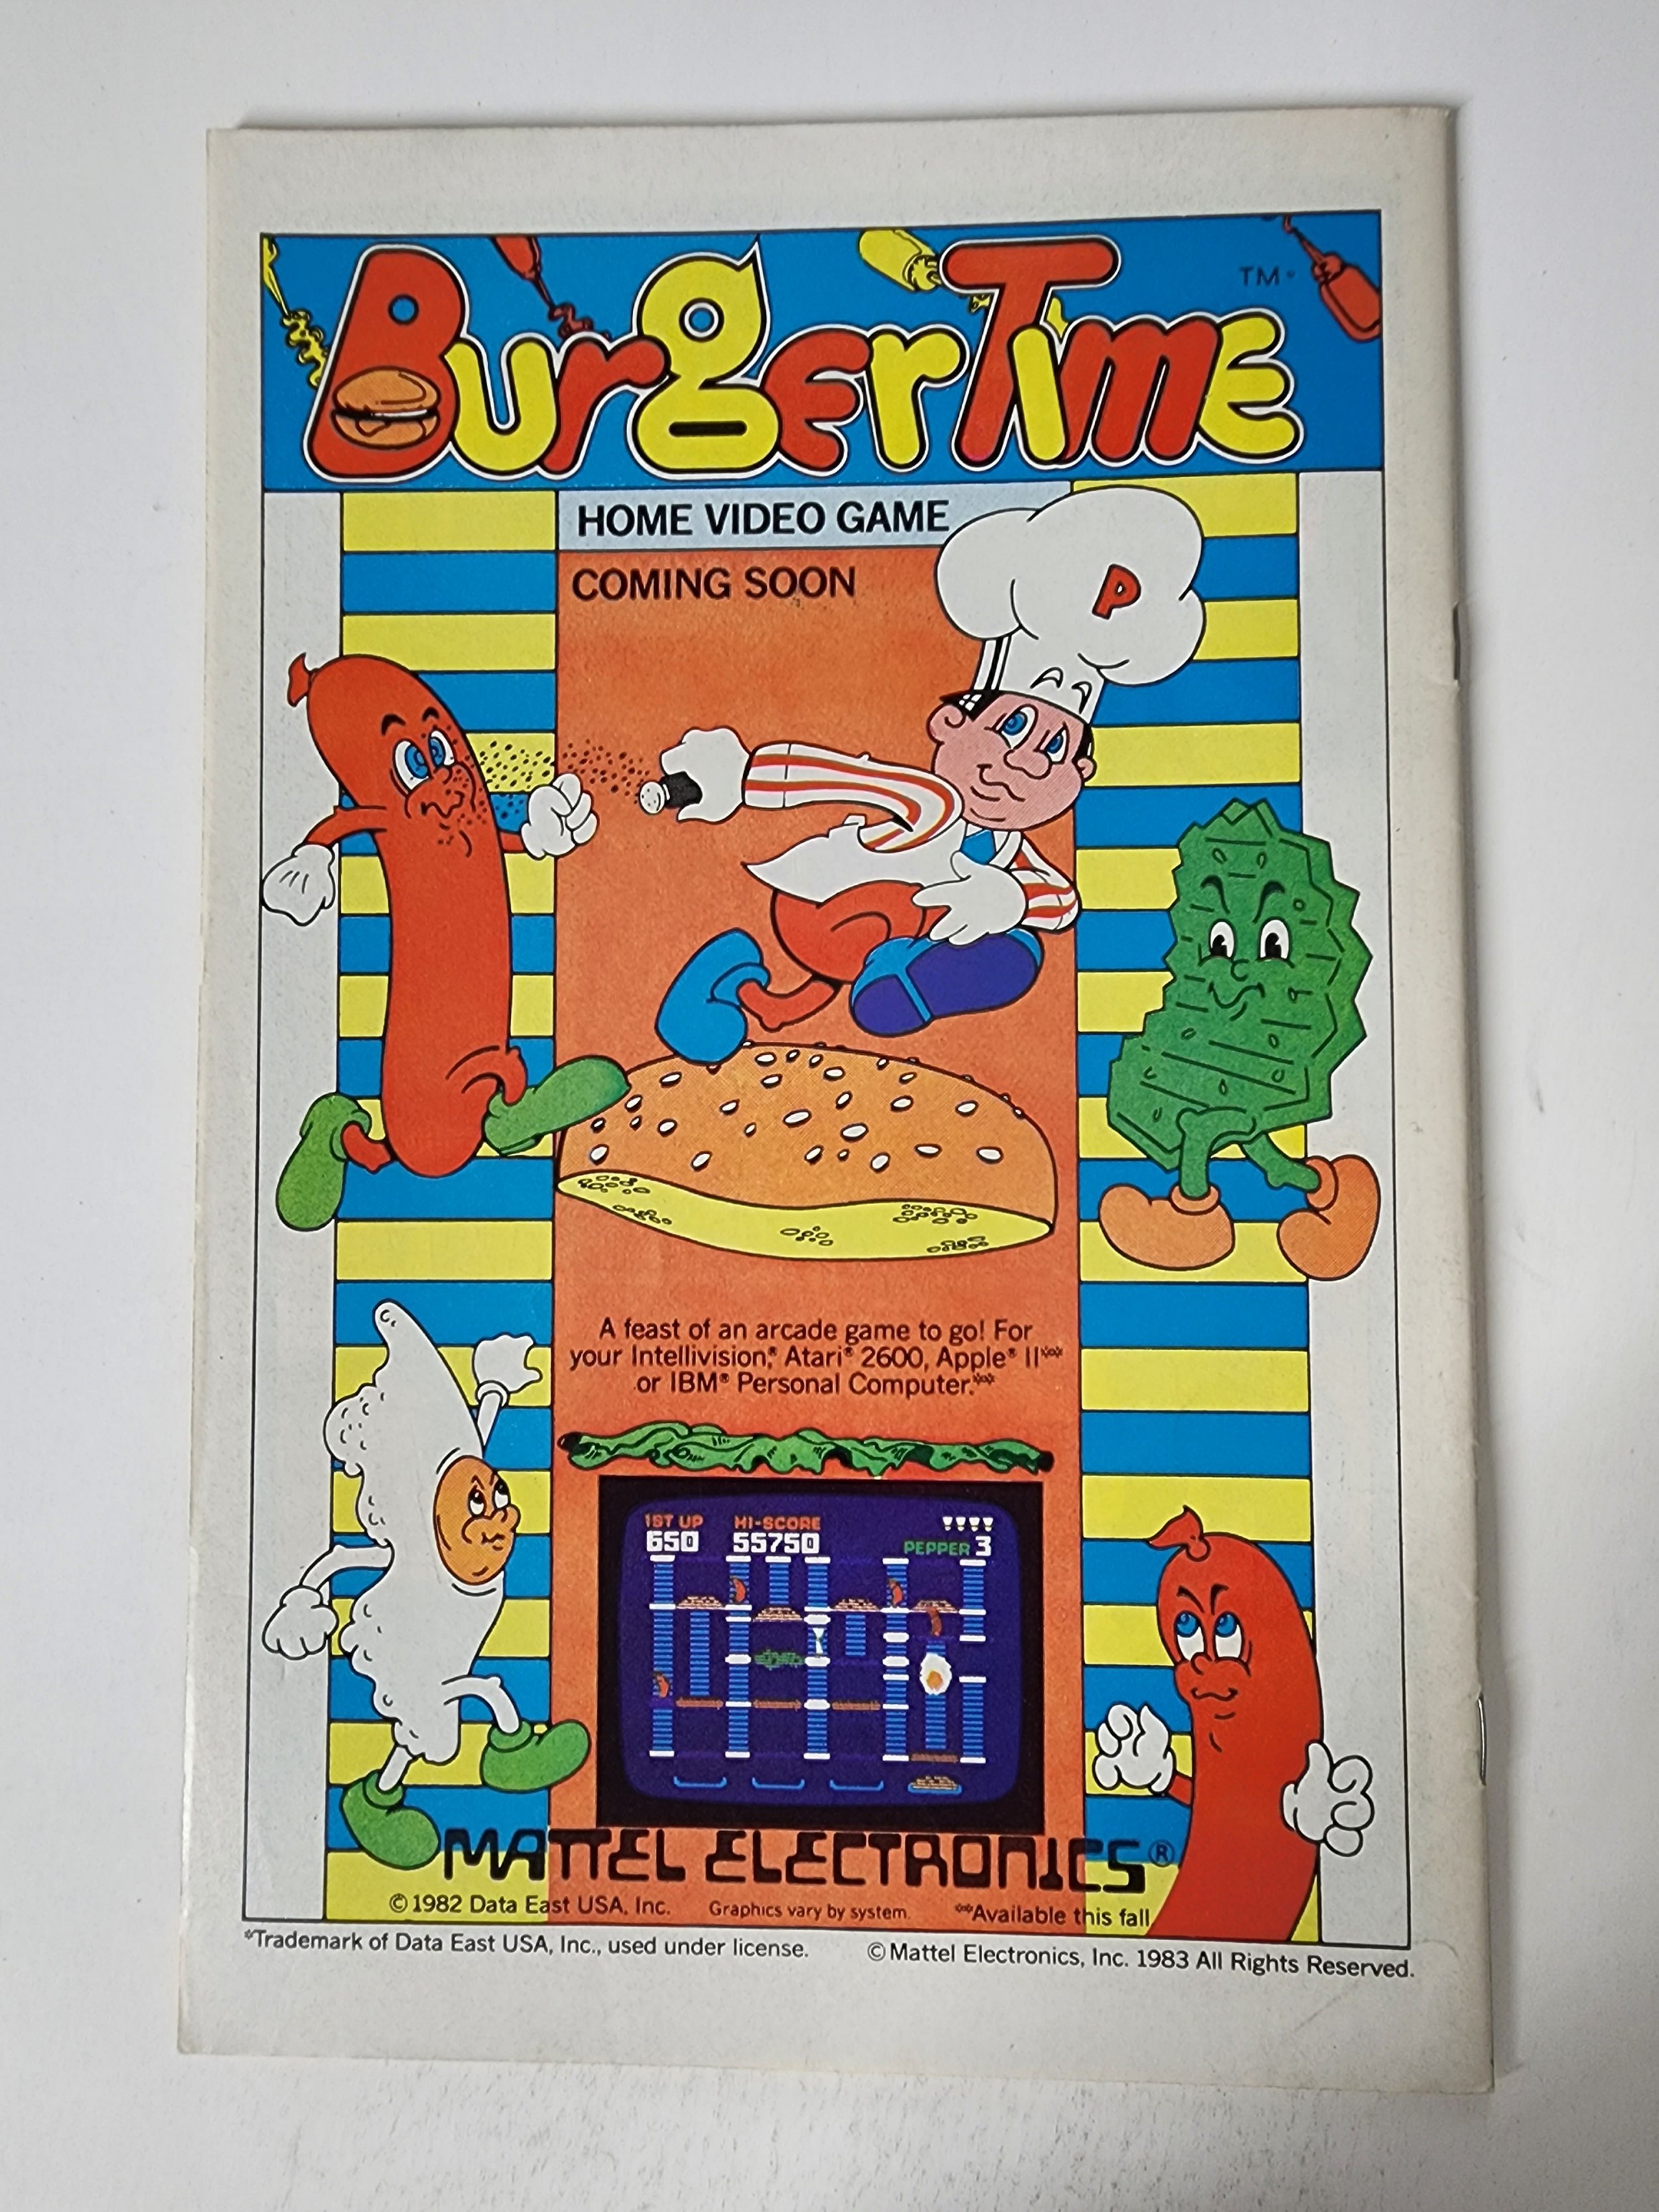 BurgerTime TM*
HOME VIDEO GAME
COMING SOON
P
A feast of an arcade game to go! For
your Intellivision,® Atari® 2600, Apple® II**
or IBM® Personal Computer.**
1ST UP HI-SCORE
650 55750 PEPPER 3
MATTEL ELECTRONICS®
© 1982 Data East USA, Inc. Graphics vary by system. **Available this fall
*Trademark of Data East USA, Inc., used under license. © Mattel Electronics, Inc. 1983 All Rights Reserved.